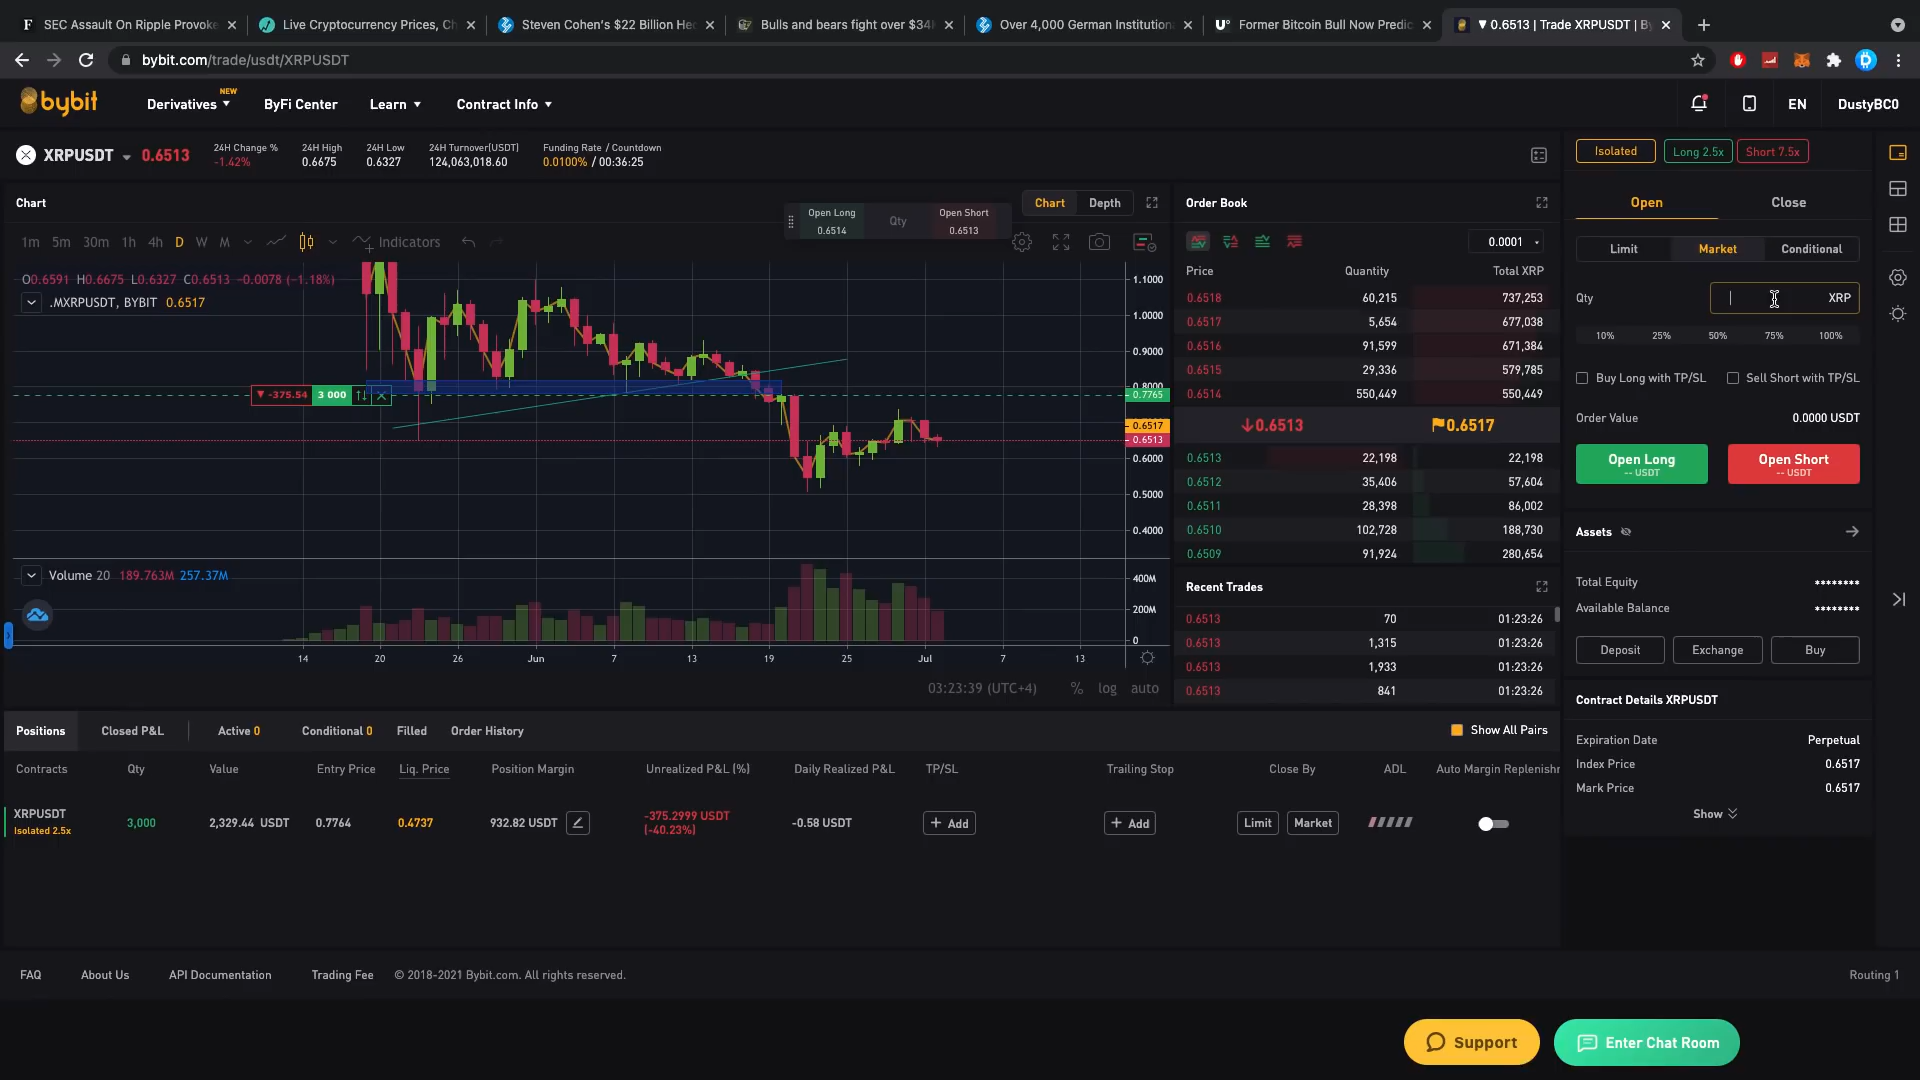 SEC Assault On Ripple Provoke
Live Cryptocurrency Prices, Ch
Steven Cohen's $22 Billion Hed
Bulls and bears fight over $34
Over 4,000 German Institution
Former Bitcoin Bull Now Predic
▼ 0.6513 | Trade XRPUSDT | By
bybit.com/trade/usdt/XRPUSDT
bybit
Derivatives NEW
ByFi Center
Learn
Contract Info
EN
DustyBC0
XRPUSDT 0.6513
24H Change % -1.42%
24H High 0.6675
24H Low 0.6327
24H Turnover(USDT) 124,063,018.60
Funding Rate / Countdown 0.0100% / 00:36:25
Chart
Open Long 0.6514
Qty
Open Short 0.6513
Chart Depth
1m 5m 30m 1h 4h D W M Indicators
O0.6591 H0.6675 L0.6327 C0.6513 -0.0078 (-1.18%)
.MXRPUSDT, BYBIT 0.6517
▼ -375.54 3 000
1.1000
1.0000
0.9000
0.8000
0.7765
0.6517
0.6513
0.6000
0.5000
0.4000
Volume 20 189.763M 257.37M
400M
200M
0
14 20 26 Jun 7 13 19 25 Jul 7 13
03:23:39 (UTC+4) % log auto
Order Book
0.0001
Price Quantity Total XRP
0.6518 60,215 737,253
0.6517 5,654 677,038
0.6516 91,599 671,384
0.6515 29,336 579,785
0.6514 550,449 550,449
↓0.6513 0.6517
0.6513 22,198 22,198
0.6512 35,406 57,604
0.6511 28,398 86,002
0.6510 102,728 188,730
0.6509 91,924 280,654
Recent Trades
0.6513 70 01:23:26
0.6513 1,315 01:23:26
0.6513 1,933 01:23:26
0.6513 841 01:23:26
Isolated Long 2.5x Short 7.5x
Open Close
Limit Market Conditional
Qty XRP
10% 25% 50% 75% 100%
Buy Long with TP/SL Sell Short with TP/SL
Order Value 0.0000 USDT
Open Long -- USDT
Open Short -- USDT
Assets
Total Equity ********
Available Balance ********
Deposit Exchange Buy
Contract Details XRPUSDT
Expiration Date Perpetual
Index Price 0.6517
Mark Price 0.6517
Show
Positions Closed P&L Active 0 Conditional 0 Filled Order History Show All Pairs
Contracts Qty Value Entry Price Liq. Price Position Margin Unrealized P&L (%) Daily Realized P&L TP/SL Trailing Stop Close By ADL Auto Margin Replenishm
XRPUSDT Isolated 2.5x 3,000 2,329.44 USDT 0.7764 0.4737 932.82 USDT -375.2999 USDT (-40.23%) -0.58 USDT + Add + Add Limit Market
FAQ About Us API Documentation Trading Fee © 2018-2021 Bybit.com. All rights reserved. Routing 1
Support
Enter Chat Room